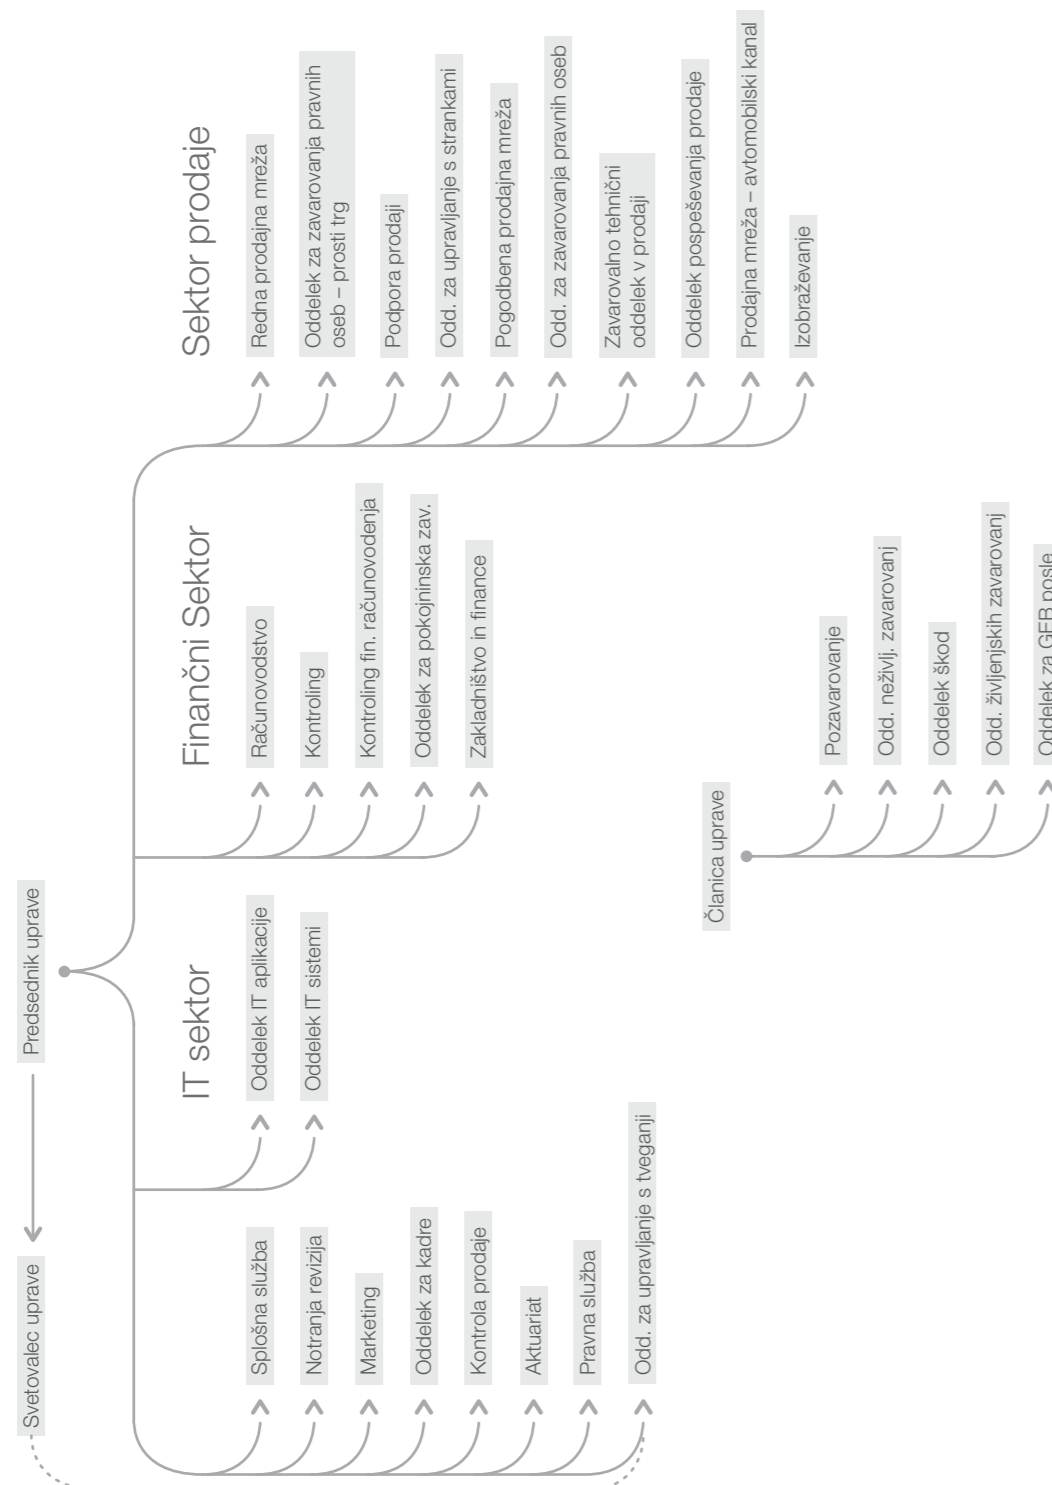 Svetovalec uprave
Predsednik uprave
Splošna služba
Notranja revizija
Marketing
Oddelek za kadre
Kontrola prodaje
Aktuariat
Pravna služba
Odd. za upravljanje s tveganji
IT sektor
Oddelek IT aplikacije
Oddelek IT sistemi
Finančni Sektor
Računovodstvo
Kontroling
Kontroling fin. računovodenja
Oddelek za pokojninska zav.
Zakladništvo in finance
Sektor prodaje
Redna prodajna mreža
Oddelek za zavarovanja pravnih
oseb – prosti trg
Podpora prodaji
Odd. za upravljanje s strankami
Pogodbena prodajna mreža
Odd. za zavarovanja pravnih oseb
Zavarovalno tehnični
oddelek v prodaji
Oddelek pospeševanja prodaje
Prodajna mreža – avtomobilski kanal
Izobraževanje
Članica uprave
Pozavarovanje
Odd. neživlj. zavarovanj
Oddelek škod
Odd. življenjskih zavarovanj
Oddelek za GEB posle